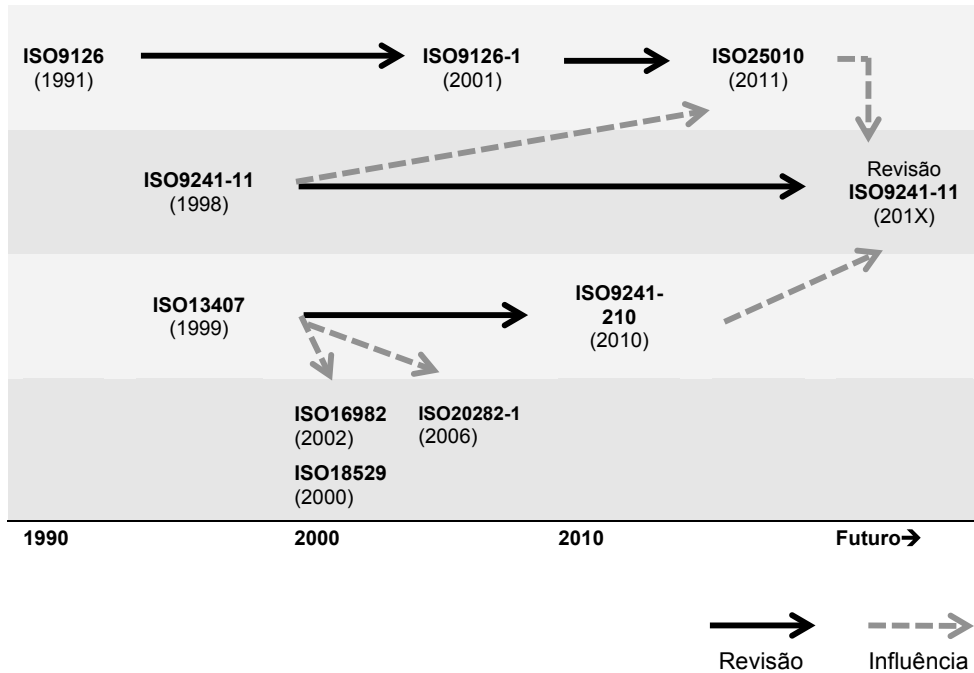 ISO9126
(1991)
ISO9126-1
(2001)
ISO25010
(2011)
ISO9241-11
(1998)
Revisão
ISO9241-11
(201X)
ISO13407
(1999)
ISO9241-
210
(2010)
ISO16982
(2002)
ISO18529
(2000)
ISO20282-1
(2006)
1990
2000
2010
Futuro→
Revisão
Influência